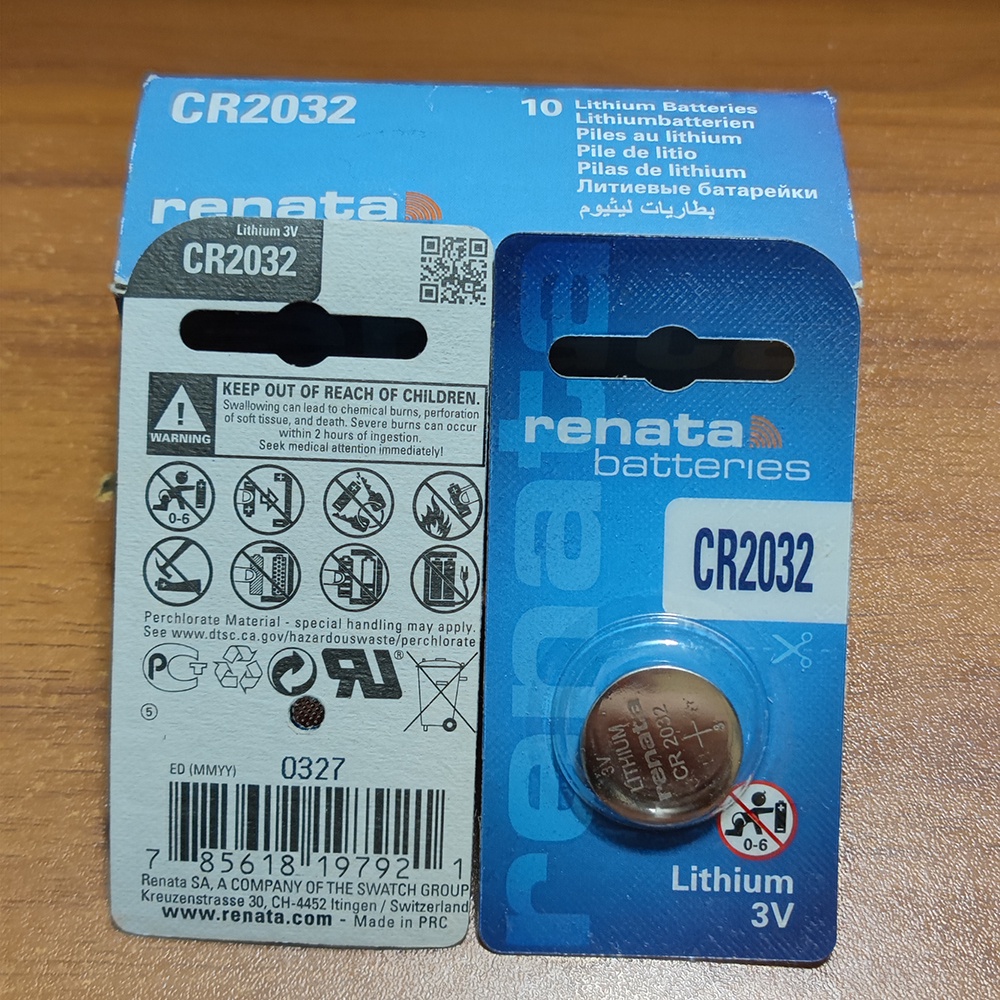 CR2032
10 Lithium Batteries
Lithiumbatterien
Piles au lithium
Pile de litio
Pilas de lithium
Литиевые батарейки
بطاريات ليثيوم
renata
Lithium 3V
CR2032
WARNING
KEEP OUT OF REACH OF CHILDREN.
Swallowing can lead to chemical burns, perforation
of soft tissue, and death. Severe burns can occur
within 2 hours of ingestion.
Seek medical attention immediately!
0-6
Perchlorate Material - special handling may apply.
See www.dtsc.ca.gov/hazardouswaste/perchlorate
5
ED (MMYY) 0327
7 85618 19792 1
Renata SA, A COMPANY OF THE SWATCH GROUP
Kreuzenstrasse 30, CH-4452 Itingen / Switzerland
www.renata.com - Made in PRC
renata
renata
batteries
CR2032
3V
LITHIUM
renata
CR 2032
+
0-6
Lithium
3V